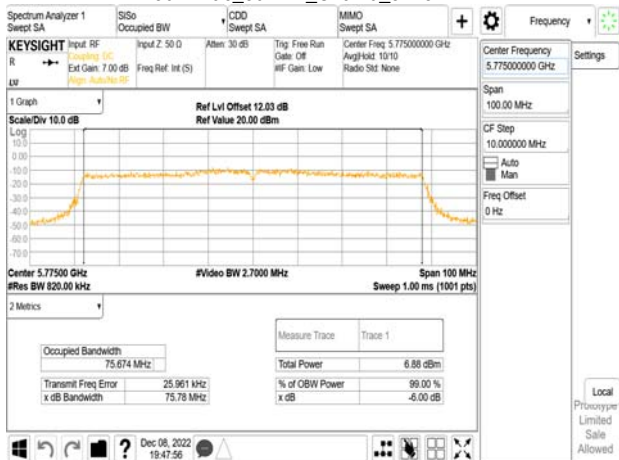 Spectrum Analyzer 1
Swept SA
SiSo
Occupied BW
CDD
Swept SA
MIMO
Swept SA
+
Frequency
KEYSIGHT
R
LXI
Input: RF
Coupling: DC
Ext Gain: 7.00 dB
Align: Auto/No RF
Input Z: 50 Ω
Freq Ref: Int (S)
Atten: 30 dB
Trig: Free Run
Gate: Off
#IF Gain: Low
Center Freq: 5.775000000 GHz
Avg|Hold: 10/10
Radio Std: None
Center Frequency
5.775000000 GHz
Settings
Span
100.00 MHz
CF Step
10.000000 MHz
Auto
Man
Freq Offset
0 Hz
1 Graph
Scale/Div 10.0 dB
Ref Lvl Offset 12.03 dB
Ref Value 20.00 dBm
Log
10.0
0.00
-10.0
-20.0
-30.0
-40.0
-50.0
-60.0
-70.0
Center 5.77500 GHz
#Res BW 820.00 kHz
#Video BW 2.7000 MHz
Span 100 MHz
Sweep 1.00 ms (1001 pts)
2 Metrics
Measure Trace Trace 1
Occupied Bandwidth
75.674 MHz
Total Power 6.88 dBm
Transmit Freq Error 25.961 kHz
% of OBW Power 99.00 %
x dB Bandwidth 75.78 MHz
x dB -6.00 dB
Local
Prototype
Limited
Sale
Allowed
?
Dec 08, 2022
19:47:56